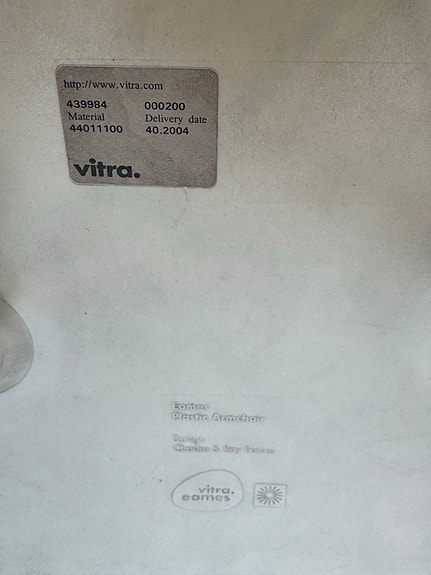 http://www.vitra.com
439984 000200
Material Delivery date
44011100 40.2004
vitra.
Eames
Plastic Armchair
Design
Charles & Ray Eames
vitra.
eames